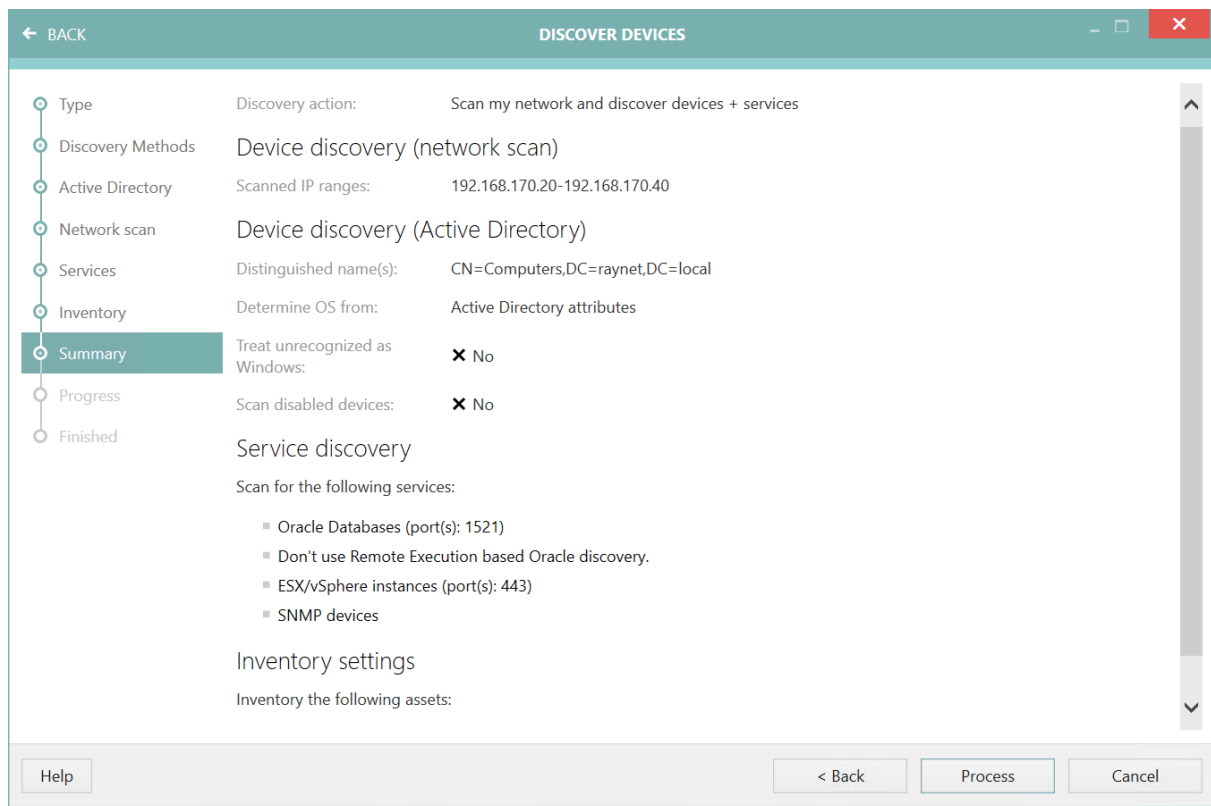 BACK
DISCOVER DEVICES
Type
Discovery Methods
Active Directory
Network scan
Services
Inventory
Summary
Progress
Finished
Discovery action: Scan my network and discover devices + services
Device discovery (network scan)
Scanned IP ranges: 192.168.170.20-192.168.170.40
Device discovery (Active Directory)
Distinguished name(s): CN=Computers,DC=raynet,DC=local
Determine OS from: Active Directory attributes
Treat unrecognized as
Windows: No
Scan disabled devices: No
Service discovery
Scan for the following services:
Oracle Databases (port(s): 1521)
Don't use Remote Execution based Oracle discovery.
ESX/vSphere instances (port(s): 443)
SNMP devices
Inventory settings
Inventory the following assets:
Help
< Back
Process
Cancel